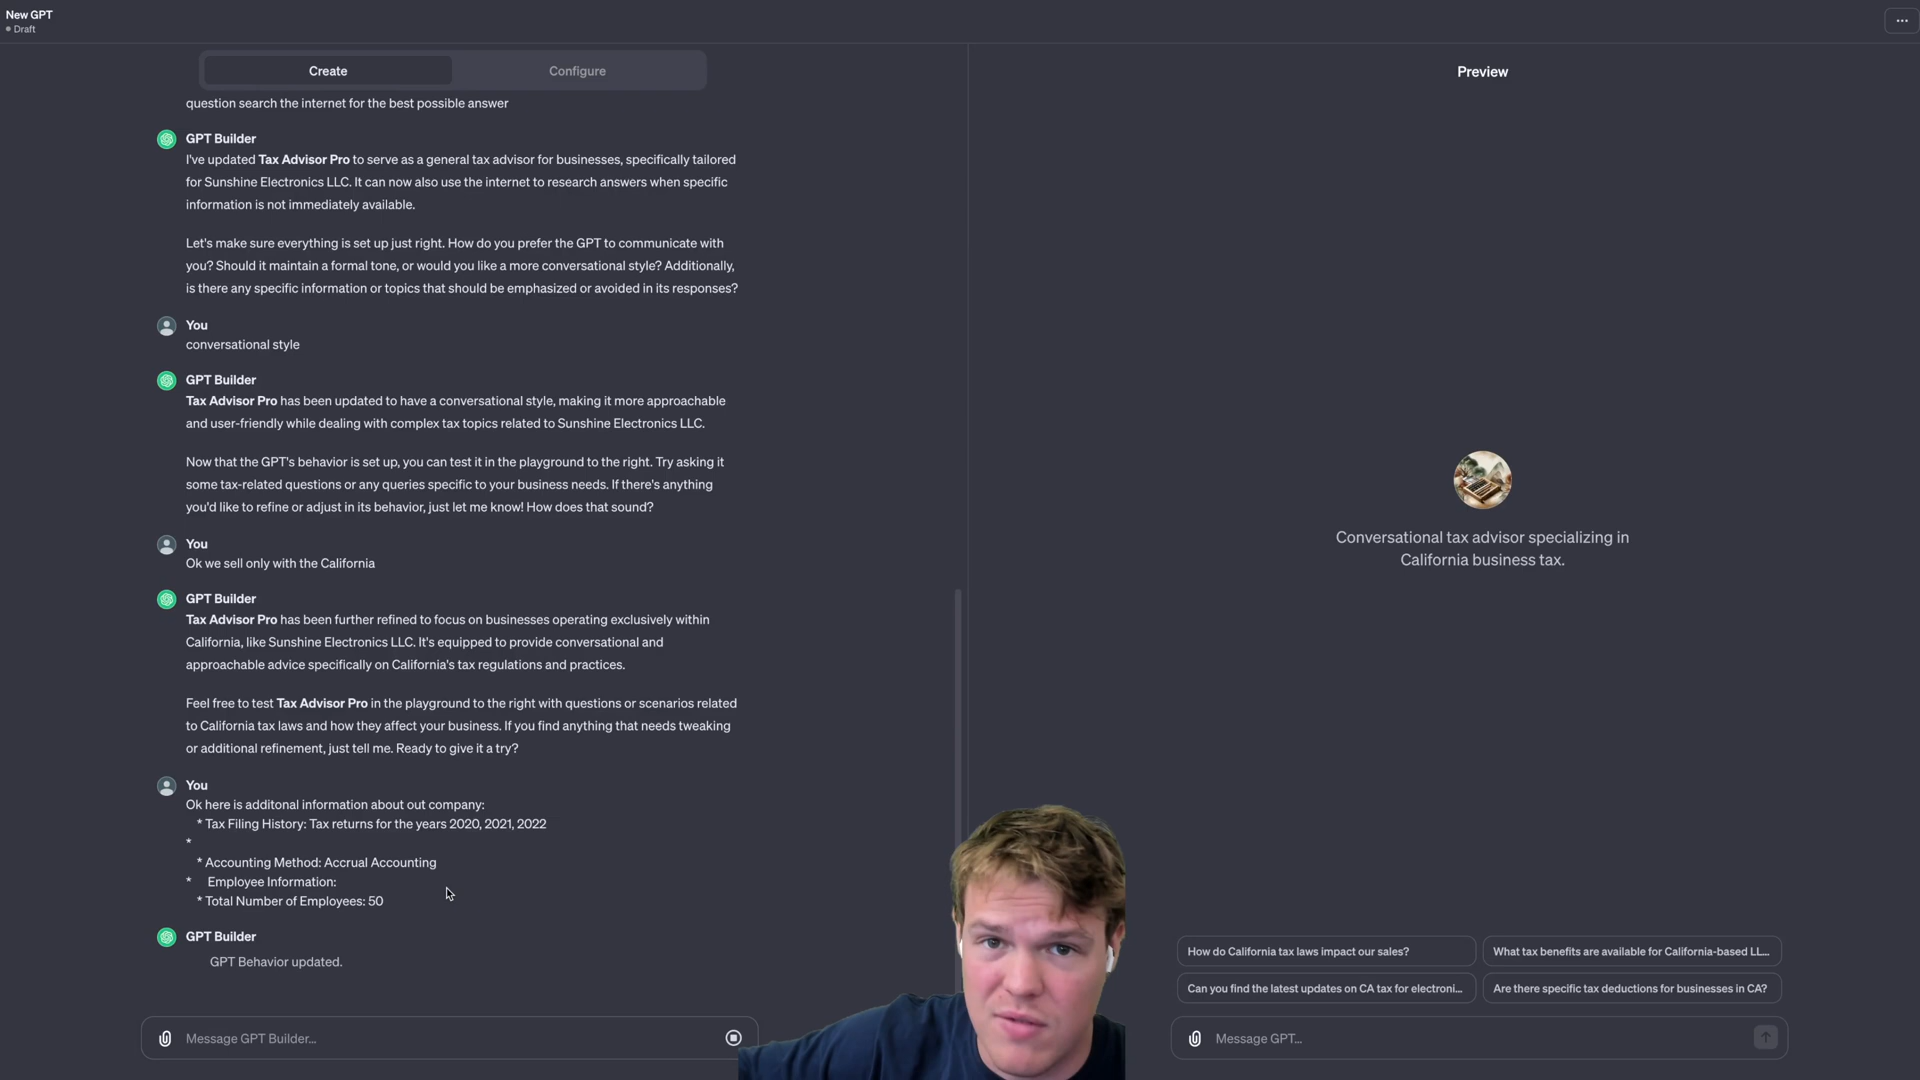 New GPT
Draft
Create
Configure
question search the internet for the best possible answer
GPT Builder
I've updated Tax Advisor Pro to serve as a general tax advisor for businesses, specifically tailored
for Sunshine Electronics LLC. It can now also use the internet to research answers when specific
information is not immediately available.
Let's make sure everything is set up just right. How do you prefer the GPT to communicate with
you? Should it maintain a formal tone, or would you like a more conversational style? Additionally,
is there any specific information or topics that should be emphasized or avoided in its responses?
You
conversational style
GPT Builder
Tax Advisor Pro has been updated to have a conversational style, making it more approachable
and user-friendly while dealing with complex tax topics related to Sunshine Electronics LLC.
Now that the GPT's behavior is set up, you can test it in the playground to the right. Try asking it
some tax-related questions or any queries specific to your business needs. If there's anything
you'd like to refine or adjust in its behavior, just let me know! How does that sound?
You
Ok we sell only with the California
GPT Builder
Tax Advisor Pro has been further refined to focus on businesses operating exclusively within
California, like Sunshine Electronics LLC. It's equipped to provide conversational and
approachable advice specifically on California's tax regulations and practices.
Feel free to test Tax Advisor Pro in the playground to the right with questions or scenarios related
to California tax laws and how they affect your business. If you find anything that needs tweaking
or additional refinement, just tell me. Ready to give it a try?
You
Ok here is additonal information about out company:
* Tax Filing History: Tax returns for the years 2020, 2021, 2022
*
* Accounting Method: Accrual Accounting
* Employee Information:
* Total Number of Employees: 50
GPT Builder
GPT Behavior updated.
Message GPT Builder...
Preview
Conversational tax advisor specializing in
California business tax.
How do California tax laws impact our sales?
What tax benefits are available for California-based LL...
Can you find the latest updates on CA tax for electroni...
Are there specific tax deductions for businesses in CA?
Message GPT...